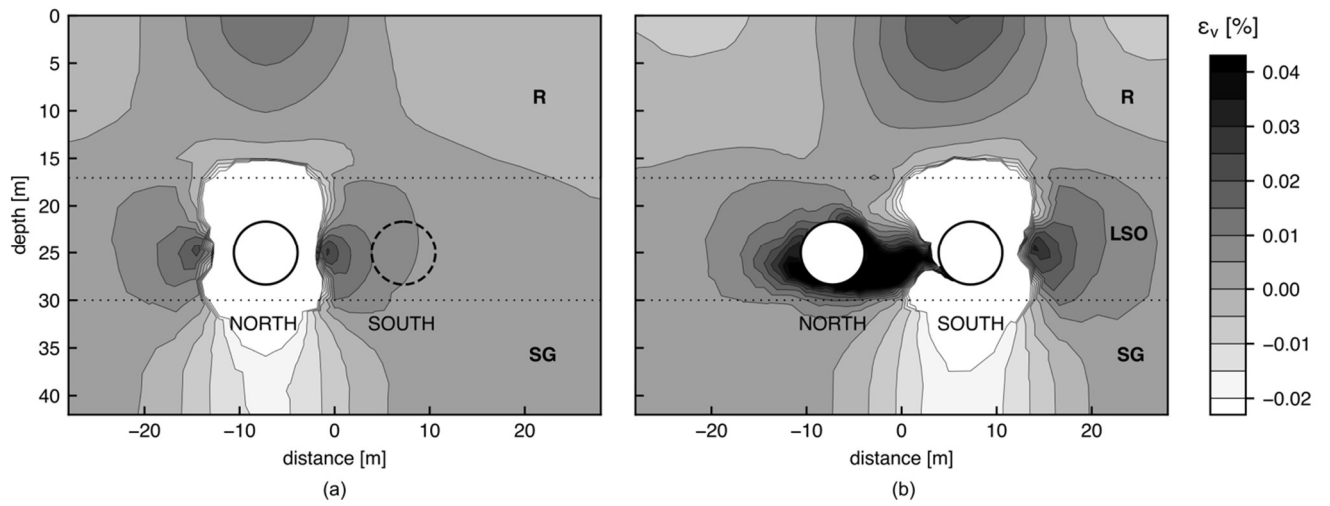 εv [%]
0
5
10
15
20
25
30
35
40
depth [m]
R
NORTH
SOUTH
SG
−20
−10
0
10
20
distance [m]
(a)
R
LSO
NORTH
SOUTH
SG
−20
−10
0
10
20
distance [m]
(b)
0.04
0.03
0.02
0.01
0.00
−0.01
−0.02